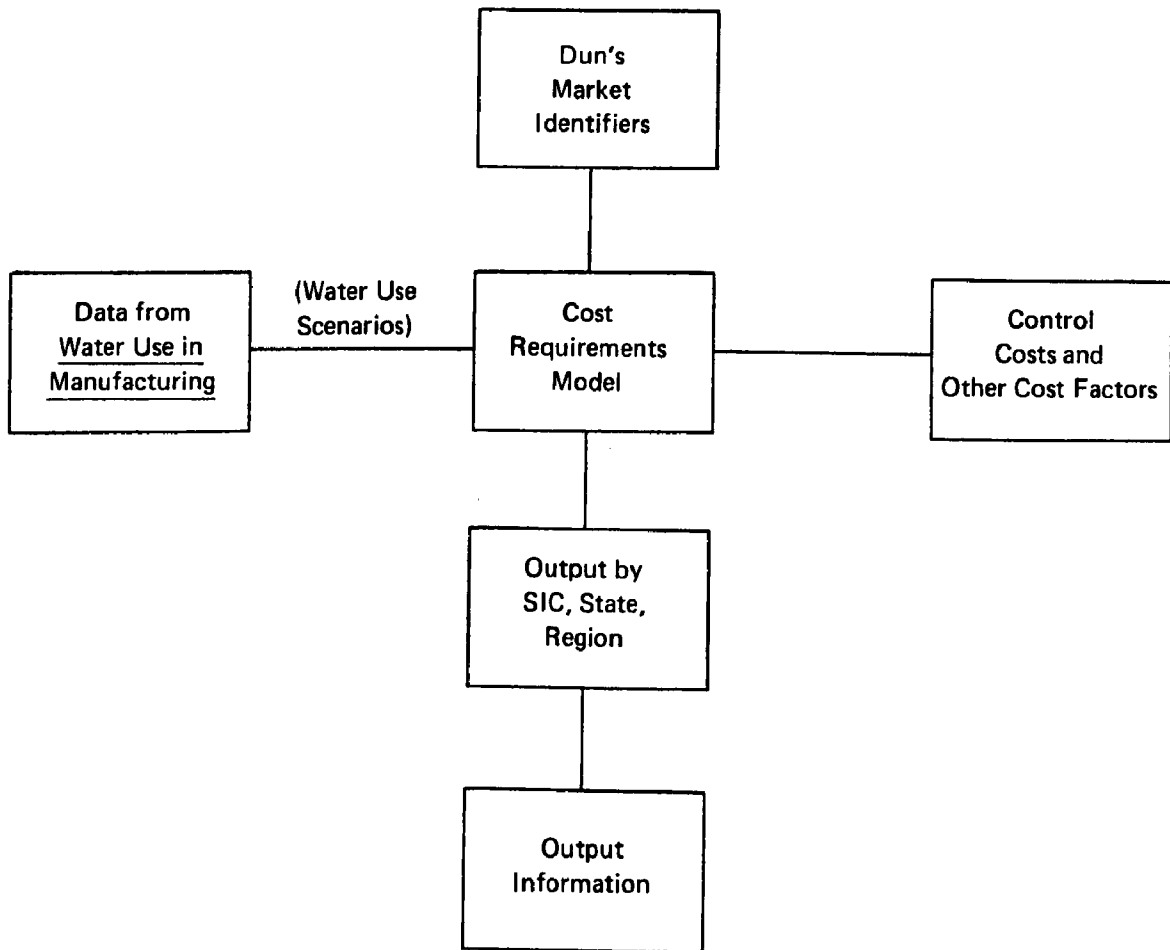 Dun's
Market
Identifiers
(Water Use
Scenarios)
Data from
Water Use in
Manufacturing
Cost
Requirements
Model
Control
Costs and
Other Cost Factors
Output by
SIC, State,
Region
Output
Information